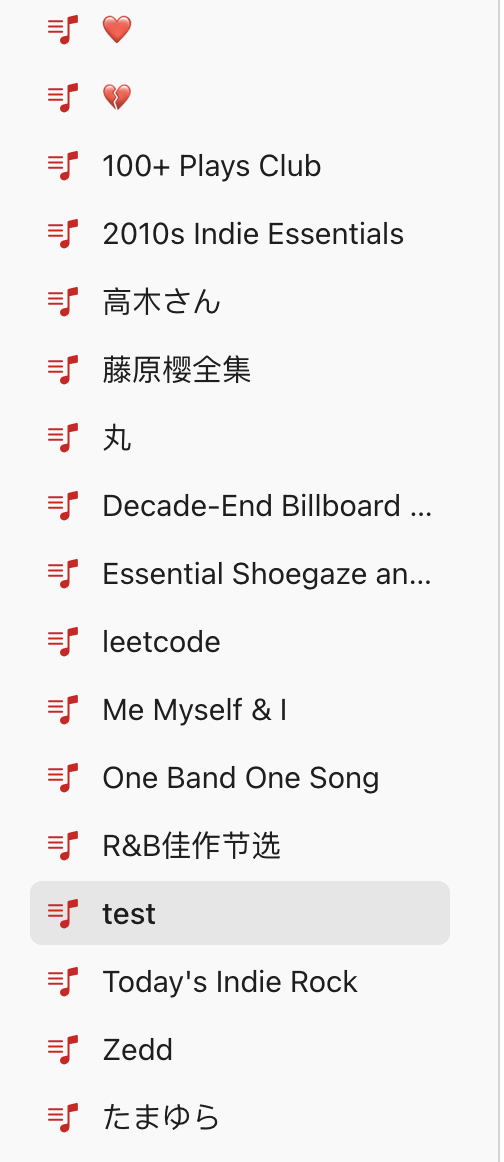 ❤️
💔
100+ Plays Club
2010s Indie Essentials
高木さん
藤原樱全集
丸
Decade-End Billboard ...
Essential Shoegaze an...
leetcode
Me Myself & I
One Band One Song
R&B佳作节选
test
Today's Indie Rock
Zedd
たまゆら